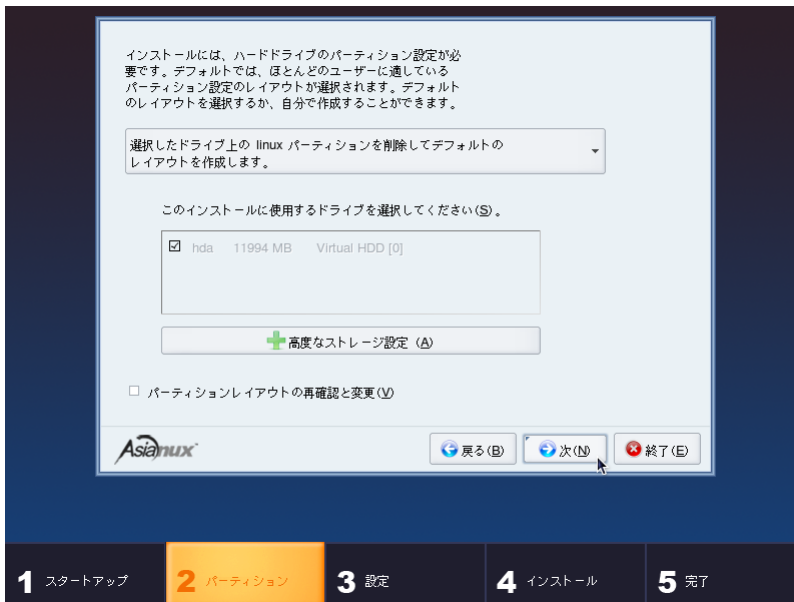 インストールには、ハードドライブのパーティション設定が必
要です。デフォルトでは、ほとんどのユーザーに適している
パーティション設定のレイアウトが選択されます。デフォルト
のレイアウトを選択するか、自分で作成することができます。
選択したドライブ上の linux パーティションを削除してデフォルトの
レイアウトを作成します。
このインストールに使用するドライブを選択してください(S)。
hda 11994 MB Virtual HDD [0]
高度なストレージ設定 (A)
パーティションレイアウトの再確認と変更(V)
Asianux
戻る(B)
次(N)
終了(E)
1 スタートアップ
2 パーティション
3 設定
4 インストール
5 完了